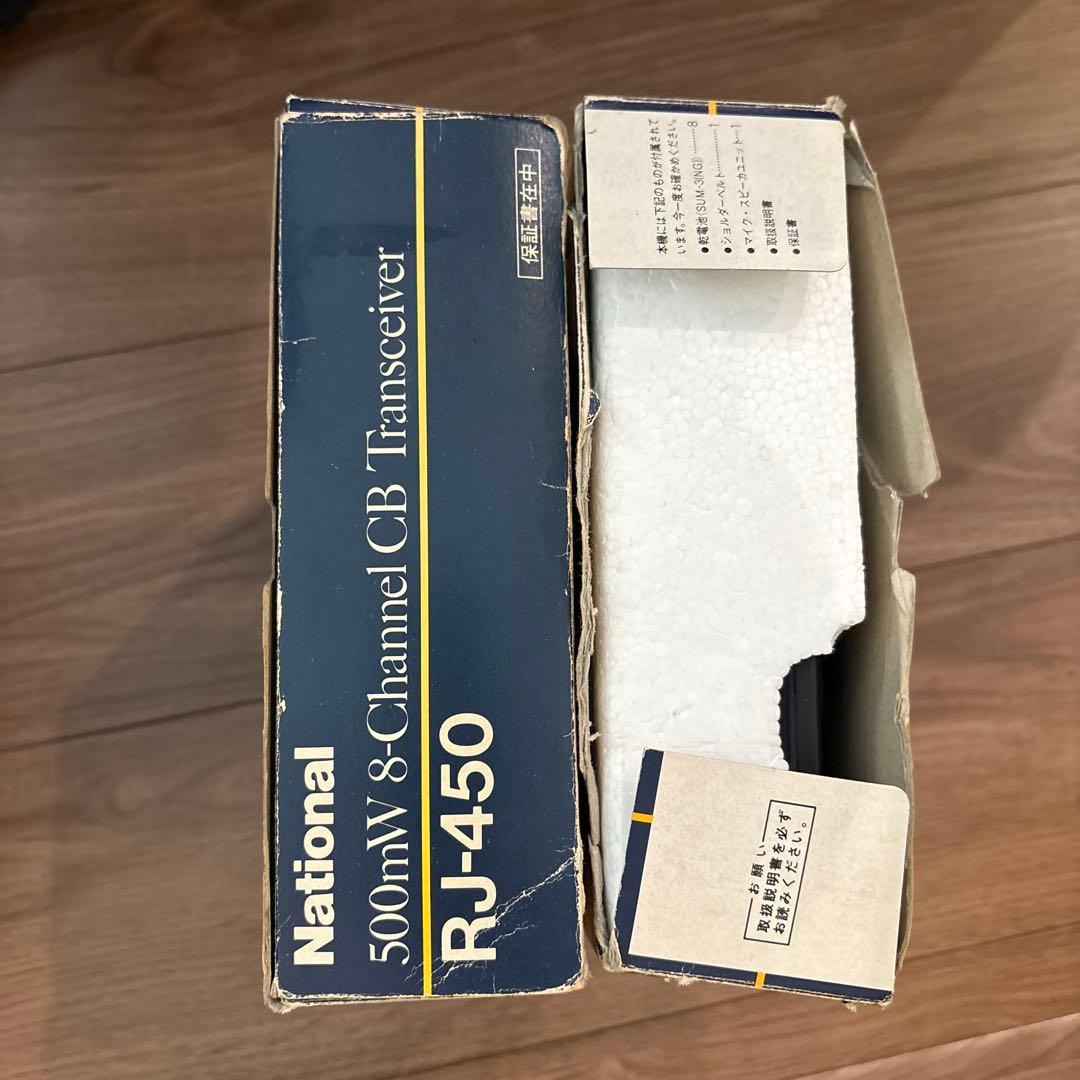 National
500mW 8-Channel CB Transceiver
RJ-450
保証書在中
本機には下記のものが付属されて
います。今一度お確かめください。
●乾電池(SUM-3(NG)) ………8
●ショルダーベルト……………1
●マイク・スピーカユニット…1
●取扱説明書
●保証書
お願い
取扱説明書を必ず
お読みください。